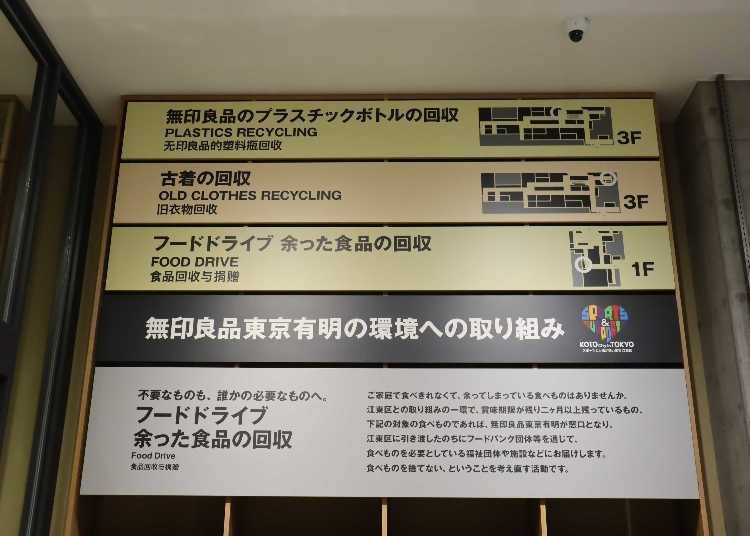 無印良品のプラスチックボトルの回収
PLASTICS RECYCLING
无印良品的塑料瓶回收
3F
古着の回収
OLD CLOTHES RECYCLING
旧衣物回收
3F
フードドライブ 余った食品の回収
FOOD DRIVE
食品回收与捐赠
1F
無印良品東京有明の環境への取り組み
SPORTS
&
KOTO City in TOKYO
不要なものも、誰かの必要なものへ。
フードドライブ
余った食品の回収
Food Drive
食品回收与捐赠
ご家庭で食べきれなくて、余ってしまっている食べものはありませんか。
江東区との取り組みの一環で、賞味期限が残り二ヶ月以上残っているもの、
下記の対象の食べものであれば、無印良品東京有明が窓口となり、
江東区に引き渡したのちにフードバンク団体等を通じて、
食べものを必要としている福祉団体や施設などにお届けします。
食べものを捨てない、ということを考え直す活動です。